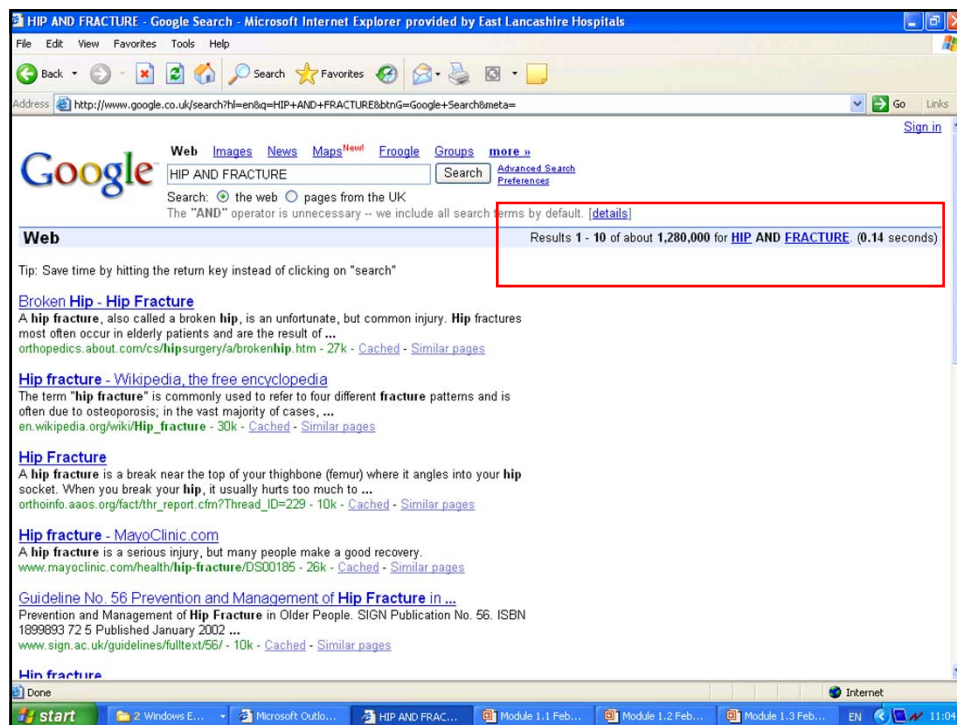 HIP AND FRACTURE - Google Search - Microsoft Internet Explorer provided by East Lancashire Hospitals
File Edit View Favorites Tools Help
Back Search Favorites
Address http://www.google.co.uk/search?hl=en&q=HIP+AND+FRACTURE&btnG=Google+Search&meta= Go Links
Sign in
Google
Web Images News Maps New! Froogle Groups more »
HIP AND FRACTURE Search Advanced Search
Preferences
Search: the web pages from the UK
The "AND" operator is unnecessary -- we include all search terms by default. [details]
Web Results 1 - 10 of about 1,280,000 for HIP AND FRACTURE. (0.14 seconds)
Tip: Save time by hitting the return key instead of clicking on "search"
Broken Hip - Hip Fracture
A hip fracture, also called a broken hip, is an unfortunate, but common injury. Hip fractures
most often occur in elderly patients and are the result of ...
orthopedics.about.com/cs/hipsurgery/a/brokenhip.htm - 27k - Cached - Similar pages
Hip fracture - Wikipedia, the free encyclopedia
The term "hip fracture" is commonly used to refer to four different fracture patterns and is
often due to osteoporosis; in the vast majority of cases, ...
en.wikipedia.org/wiki/Hip_fracture - 30k - Cached - Similar pages
Hip Fracture
A hip fracture is a break near the top of your thighbone (femur) where it angles into your hip
socket. When you break your hip, it usually hurts too much to ...
orthoinfo.aaos.org/fact/thr_report.cfm?Thread_ID=229 - 10k - Cached - Similar pages
Hip fracture - MayoClinic.com
A hip fracture is a serious injury, but many people make a good recovery.
www.mayoclinic.com/health/hip-fracture/DS00185 - 26k - Cached - Similar pages
Guideline No. 56 Prevention and Management of Hip Fracture in ...
Prevention and Management of Hip Fracture in Older People. SIGN Publication No. 56. ISBN
1899893 72 5 Published January 2002 ...
www.sign.ac.uk/guidelines/fulltext/56/ - 10k - Cached - Similar pages
Hip fracture
Done Internet
start 2 Windows E... Microsoft Outlo... HIP AND FRAC... Module 1.1 Feb... Module 1.2 Feb... Module 1.3 Feb... EN 11:04